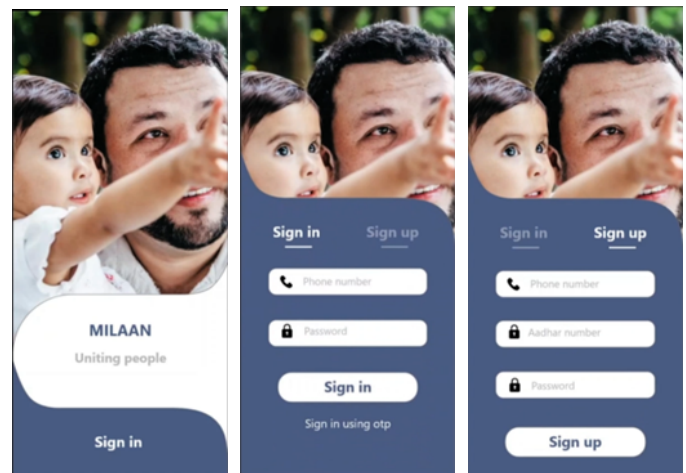 MILAAN
Uniting people
Sign in
Sign in Sign up
Phone number
Password
Sign in
Sign in using otp
Sign in Sign up
Phone number
Aadhar number
Password
Sign up